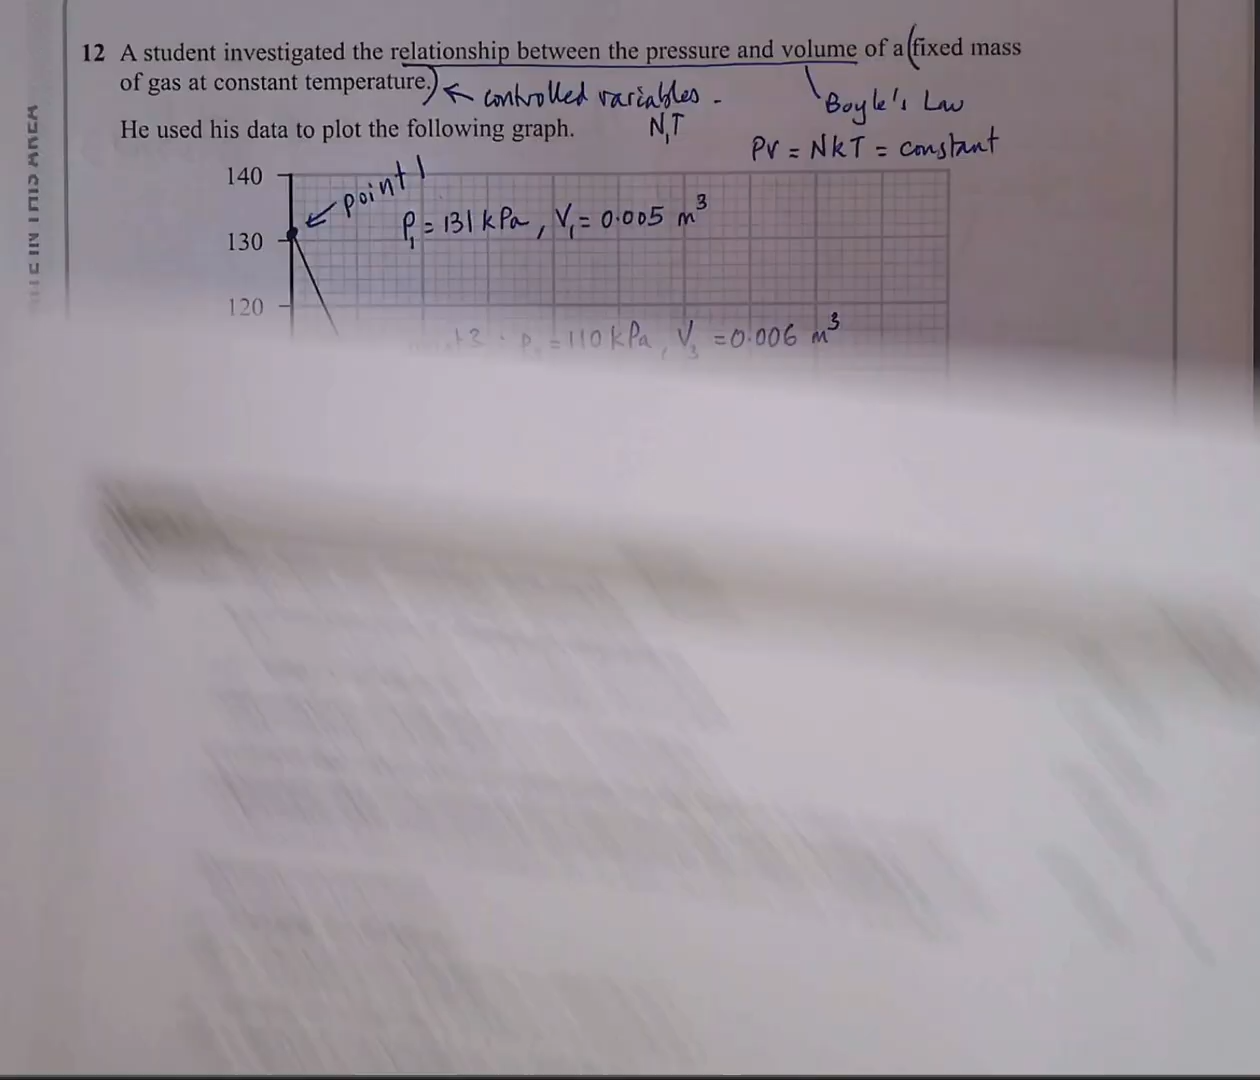 12 A student investigated the relationship between the pressure and volume of a (fixed mass
of gas at constant temperature.) ← controlled variables -
Boyle's Law
He used his data to plot the following graph.
N,T
PV = NkT = constant
140
point 1
P₁ = 131 kPa, V₁ = 0.005 m³
130
120
= 110 kPa, V₃ = 0.006 m³